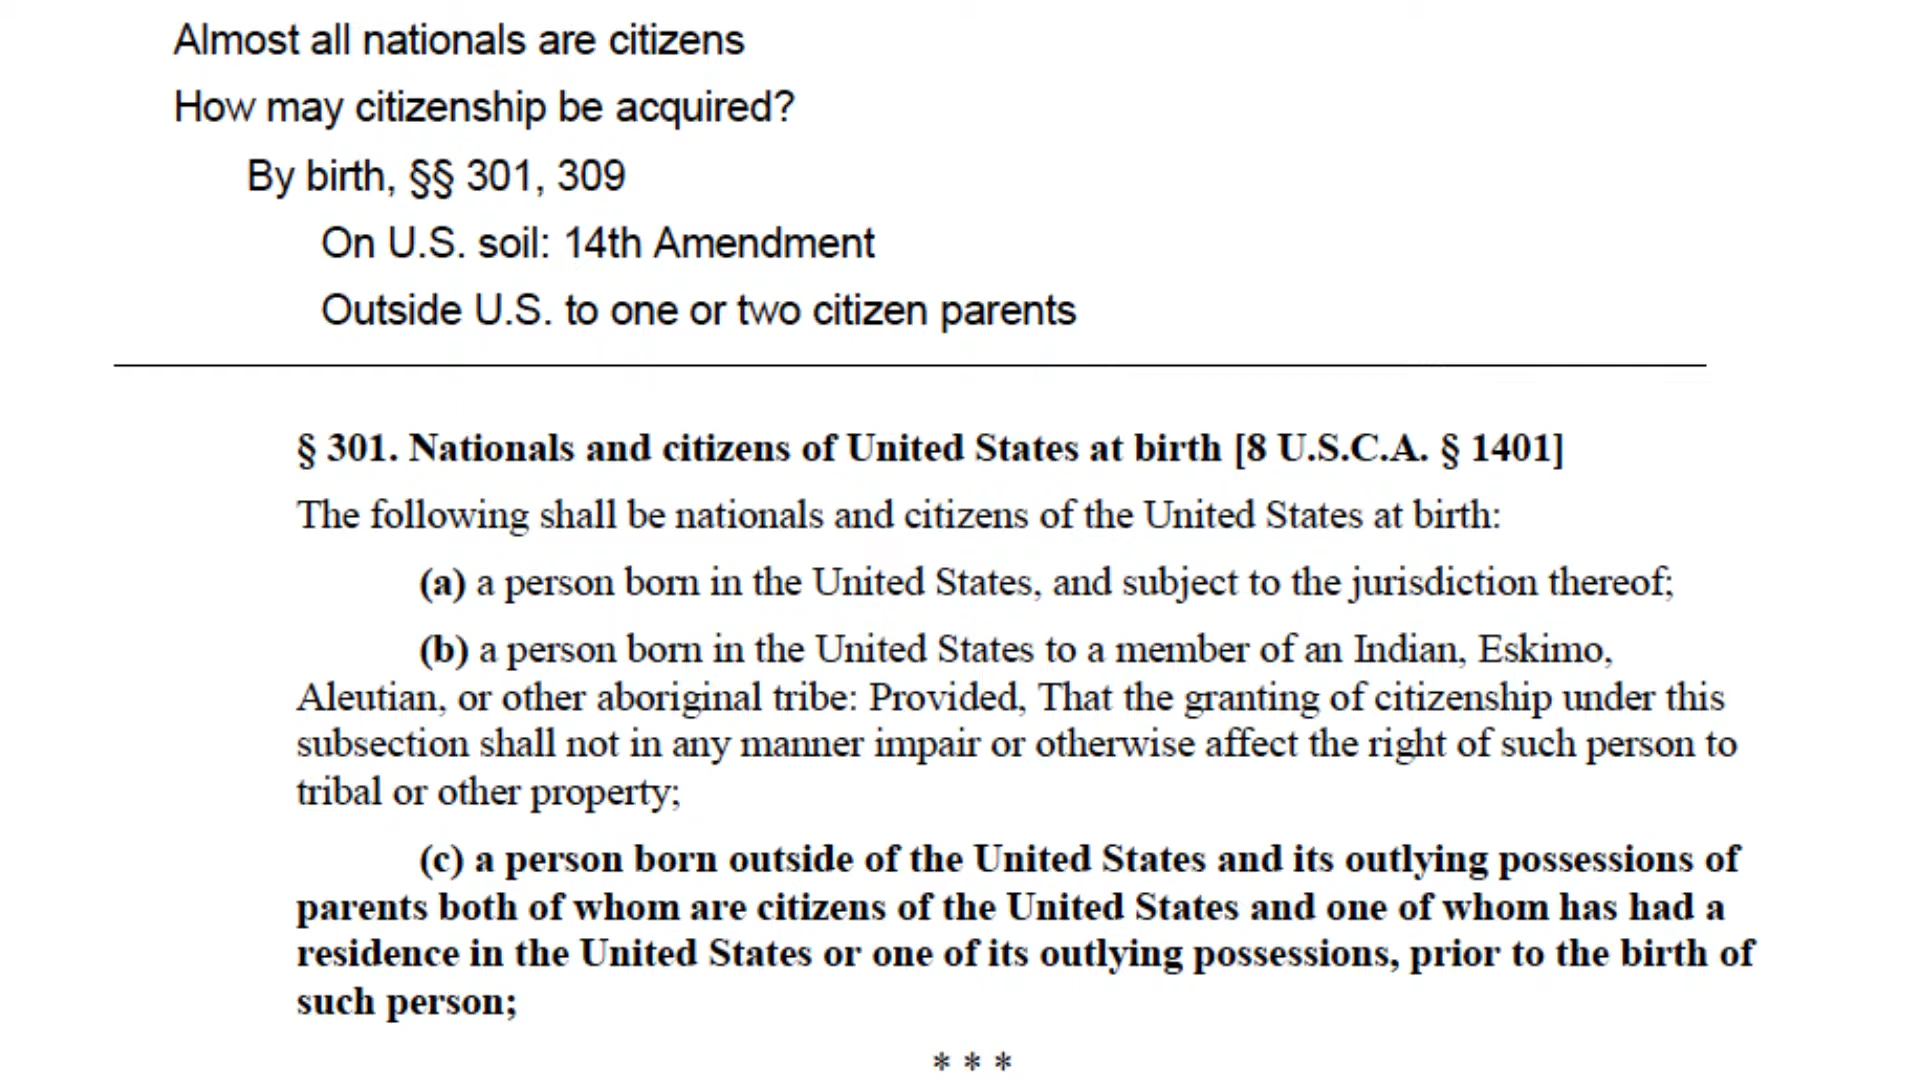 Almost all nationals are citizens
How may citizenship be acquired?
By birth, §§ 301, 309
On U.S. soil: 14th Amendment
Outside U.S. to one or two citizen parents
§ 301. Nationals and citizens of United States at birth [8 U.S.C.A. § 1401]
The following shall be nationals and citizens of the United States at birth:
(a) a person born in the United States, and subject to the jurisdiction thereof;
(b) a person born in the United States to a member of an Indian, Eskimo,
Aleutian, or other aboriginal tribe: Provided, That the granting of citizenship under this
subsection shall not in any manner impair or otherwise affect the right of such person to
tribal or other property;
(c) a person born outside of the United States and its outlying possessions of
parents both of whom are citizens of the United States and one of whom has had a
residence in the United States or one of its outlying possessions, prior to the birth of
such person;
* * *